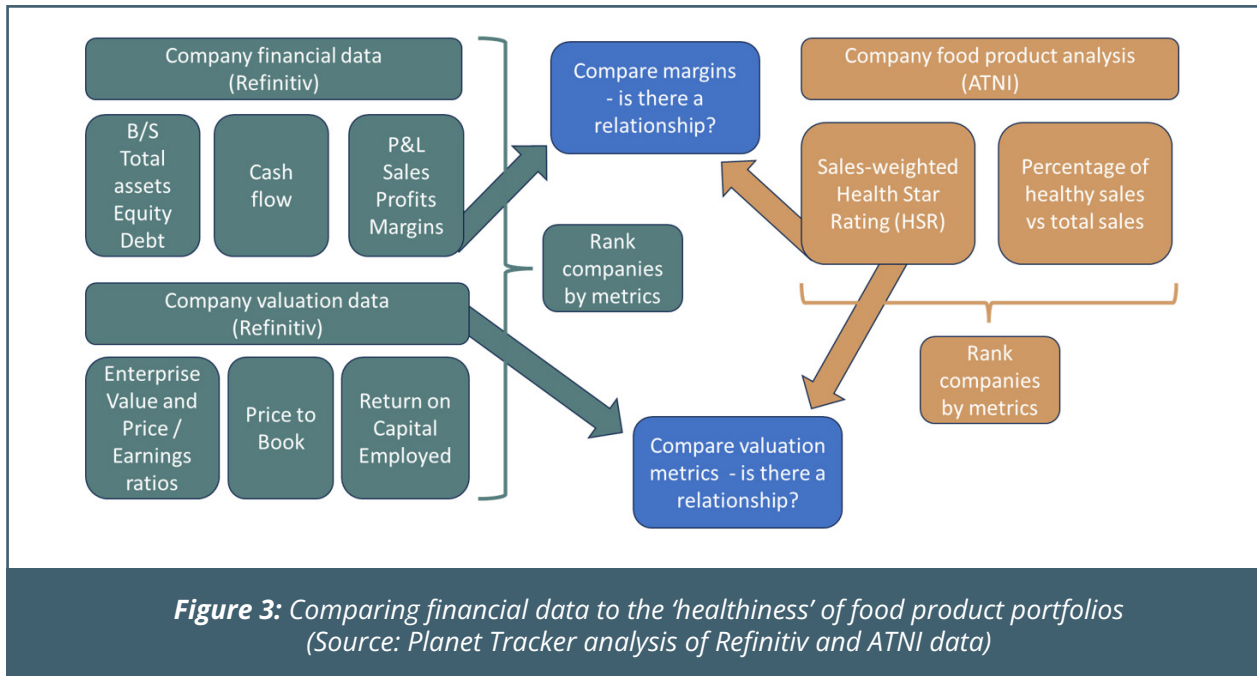 Company financial data
(Refinitiv)
B/S
Total
assets
Equity
Debt
Cash
flow
P&L
Sales
Profits
Margins
Company valuation data
(Refinitiv)
Enterprise
Value and
Price /
Earnings
ratios
Price to
Book
Return on
Capital
Employed
Rank
companies
by metrics
Compare margins
- is there a
relationship?
Compare valuation
metrics - is there a
relationship?
Company food product analysis
(ATNI)
Sales-weighted
Health Star
Rating (HSR)
Percentage of
healthy sales
vs total sales
Rank
companies
by metrics
Figure 3: Comparing financial data to the ‘healthiness’ of food product portfolios
(Source: Planet Tracker analysis of Refinitiv and ATNI data)